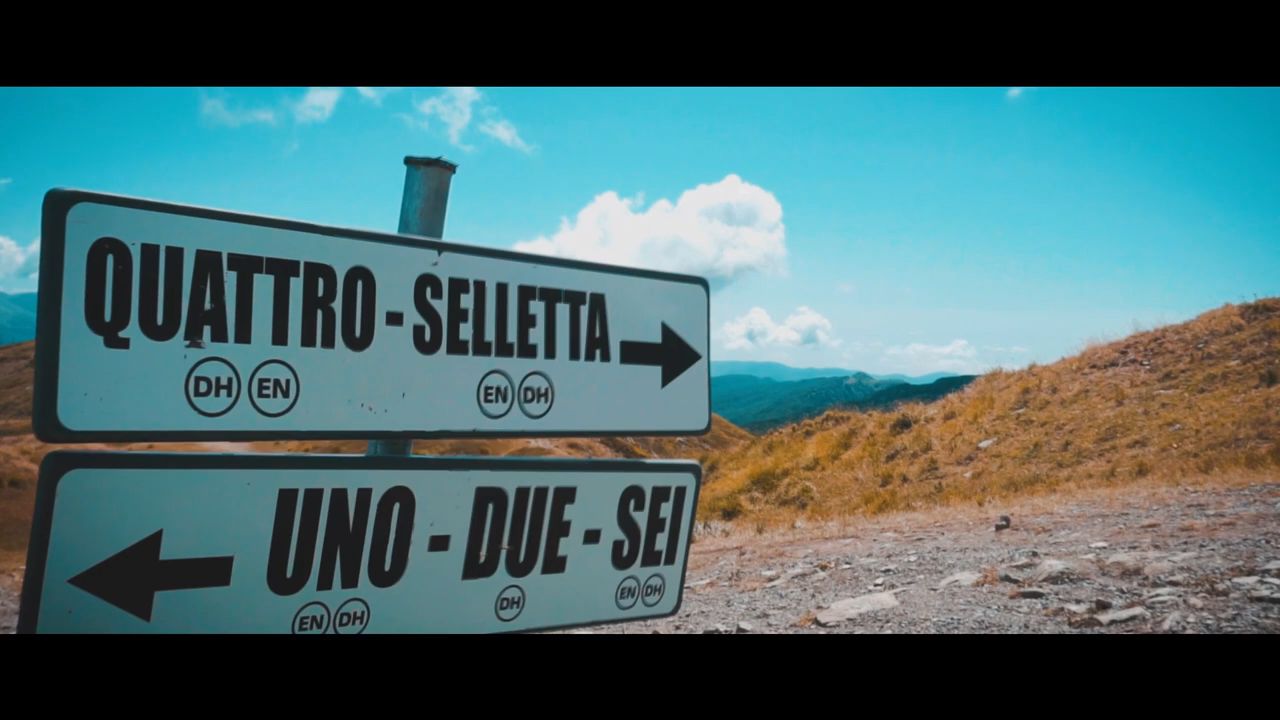 QUATTRO - SELLETTA
DH EN EN DH
UNO - DUE - SEI
EN DH DH EN DH